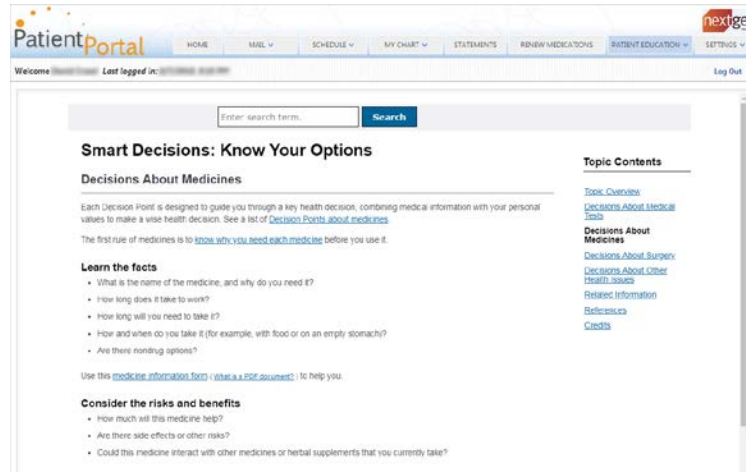 nextge
PatientPortal
HOME MAIL SCHEDULE MY CHART STATEMENTS RENEW MEDICATIONS PATIENT EDUCATION SETTINGS
Welcome Last logged in:
Log Out
Enter search term. Search
Smart Decisions: Know Your Options
Decisions About Medicines
Each Decision Point is designed to guide you through a key health decision, combining medical information with your personal
values to make a wise health decision. See a list of Decision Points about medicines.
The first rule of medicines is to know why you need each medicine before you use it.
Learn the facts
• What is the name of the medicine, and why do you need it?
• How long does it take to work?
• How long will you need to take it?
• How and when do you take it (for example, with food or on an empty stomach)?
• Are there nondrug options?
Use this medicine information form ( What is a PDF document? ) to help you.
Consider the risks and benefits
• How much will this medicine help?
• Are there side effects or other risks?
• Could this medicine interact with other medicines or herbal supplements that you currently take?
Topic Contents
Topic Overview
Decisions About Medical
Tests
Decisions About
Medicines
Decisions About Surgery
Decisions About Other
Health Issues
Related Information
References
Credits